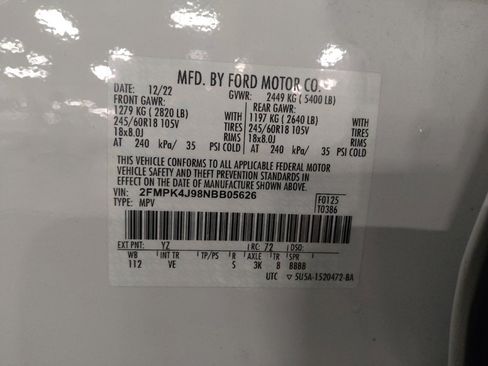 MFD. BY FORD MOTOR CO.
DATE: 12/22 GVWR: 2449 KG ( 5400 LB)
FRONT GAWR: REAR GAWR:
1279 KG ( 2820 LB) WITH 1197 KG ( 2640 LB) WITH
245/60R18 105V TIRES 245/60R18 105V TIRES
18x8.0J RIMS 18x8.0J RIMS
AT 240 kPa/ 35 PSI COLD AT 240 kPa/ 35 PSI COLD
THIS VEHICLE CONFORMS TO ALL APPLICABLE FEDERAL MOTOR
VEHICLE SAFETY AND THEFT PREVENTION STANDARDS IN
EFFECT ON THE DATE OF MANUFACTURE SHOWN ABOVE.
VIN: 2FMPK4J98NBB05626 F0125
TYPE: MPV T0386
EXT PNT: YZ RC: 72 DSO:
WB INT TR TP/PS R AXLE TR SPR
112 VE S 3K 8 BBBB
UTC ▽ 5U5A-1520472-BA